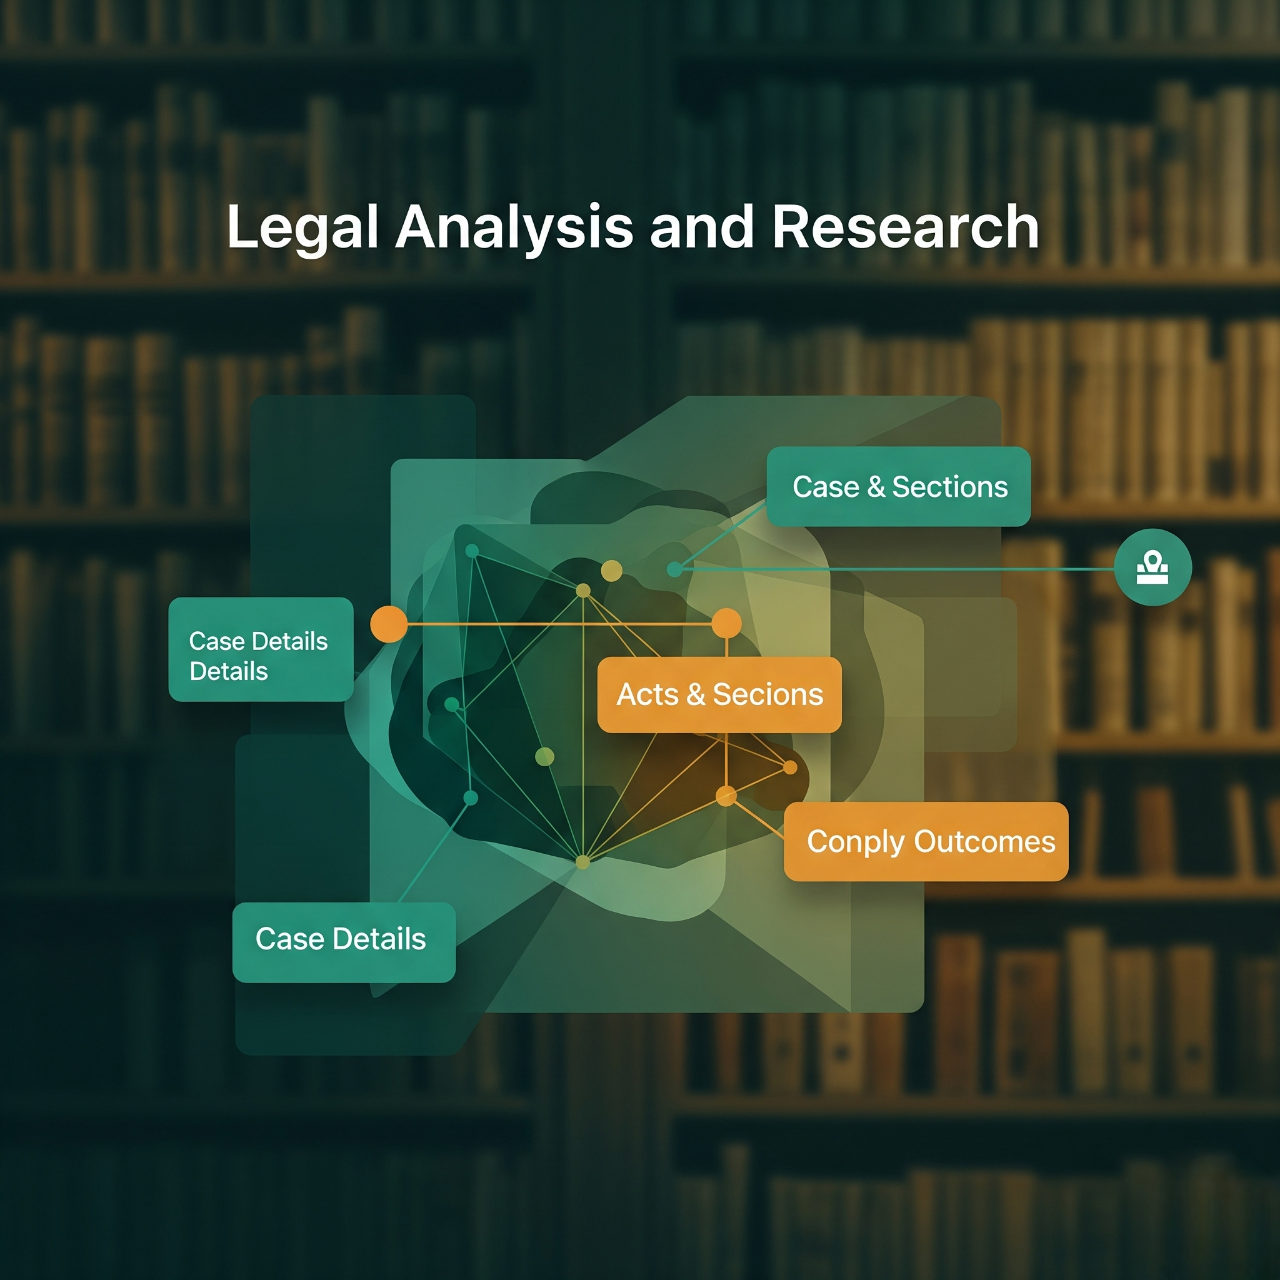 Legal Analysis and Research
Case & Sections
Case Details
Details
Acts & Secions
Conply Outcomes
Case Details